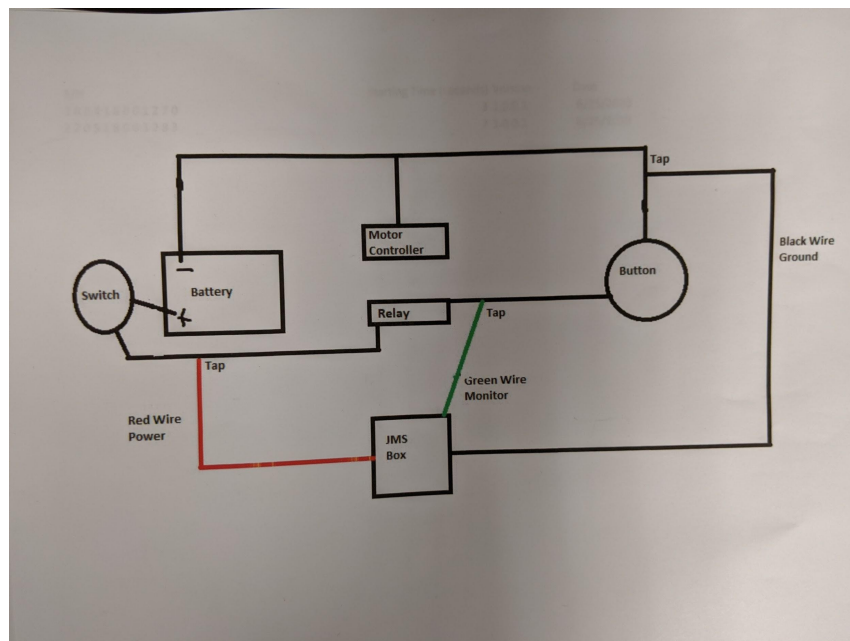 Tap
Black Wire
Ground
Motor
Controller
−
Battery
+
Switch
Button
Relay
Tap
Tap
Green Wire
Monitor
Red Wire
Power
JMS
Box